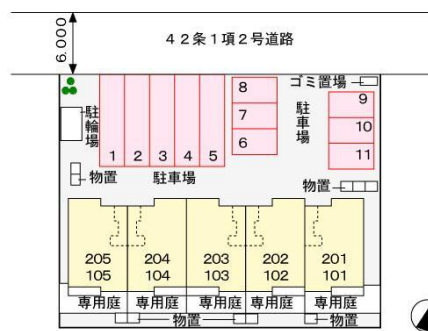 6.000
42条1項2号道路
ゴミ置場
駐輪場
1 2 3 4 5
駐車場
8
7
6
駐車場
9
10
11
物置
物置
205 204 203 202 201
105 104 103 102 101
専用庭 専用庭 専用庭 専用庭 専用庭
物置 物置